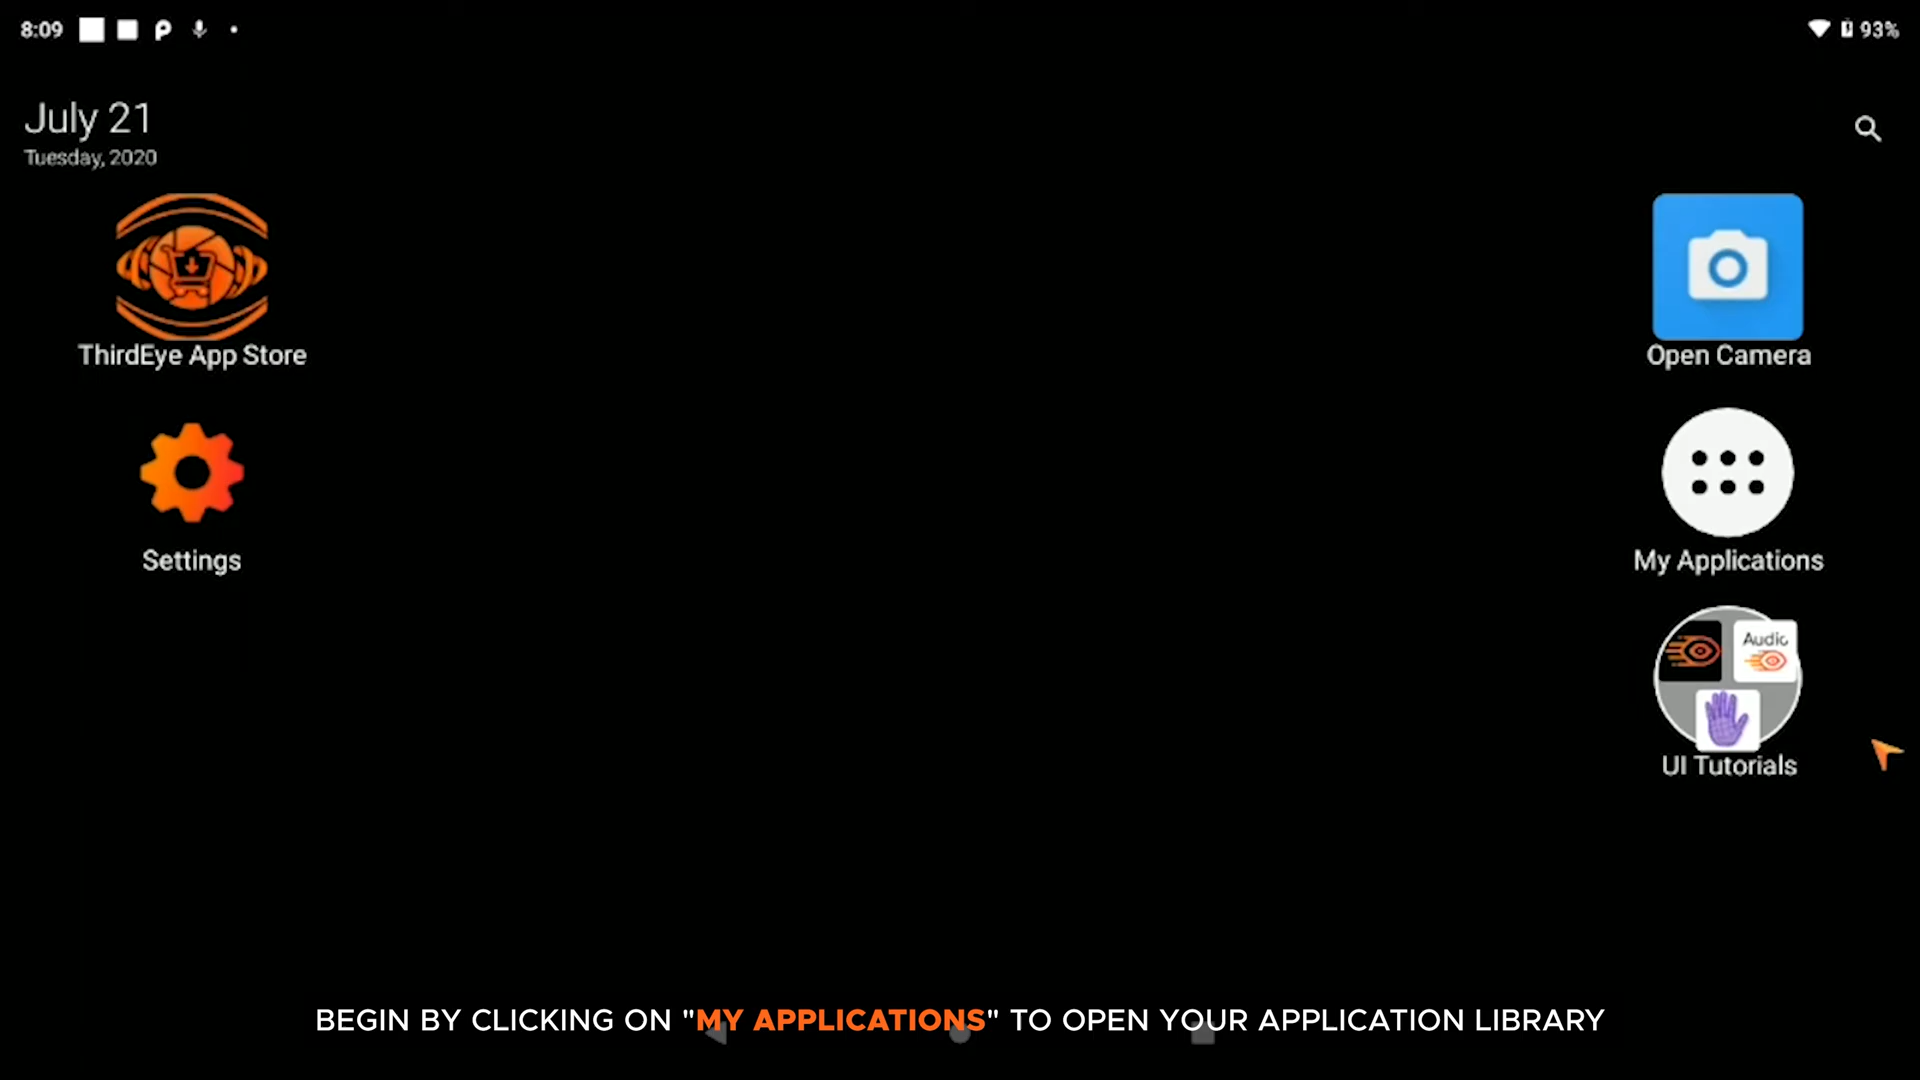 8:09
93%
July 21
Tuesday, 2020
ThirdEye App Store
Open Camera
Settings
My Applications
Audio
UI Tutorials
BEGIN BY CLICKING ON "MY APPLICATIONS" TO OPEN YOUR APPLICATION LIBRARY